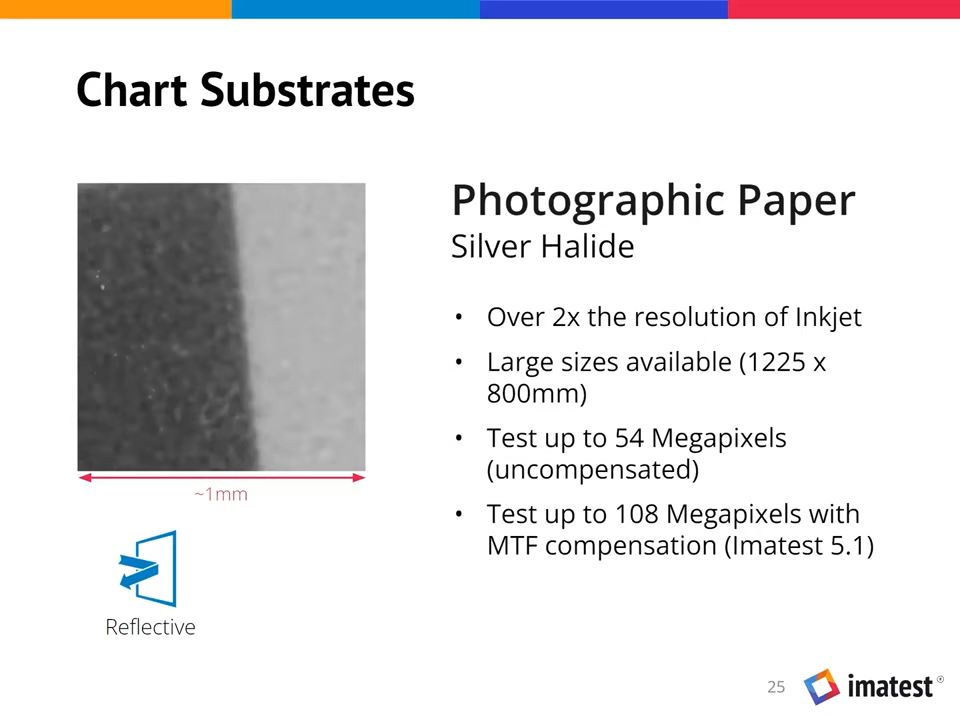 Chart Substrates
Photographic Paper
Silver Halide
• Over 2x the resolution of Inkjet
• Large sizes available (1225 x
800mm)
• Test up to 54 Megapixels
(uncompensated)
• Test up to 108 Megapixels with
MTF compensation (Imatest 5.1)
~1mm
Reflective
25
imatest®